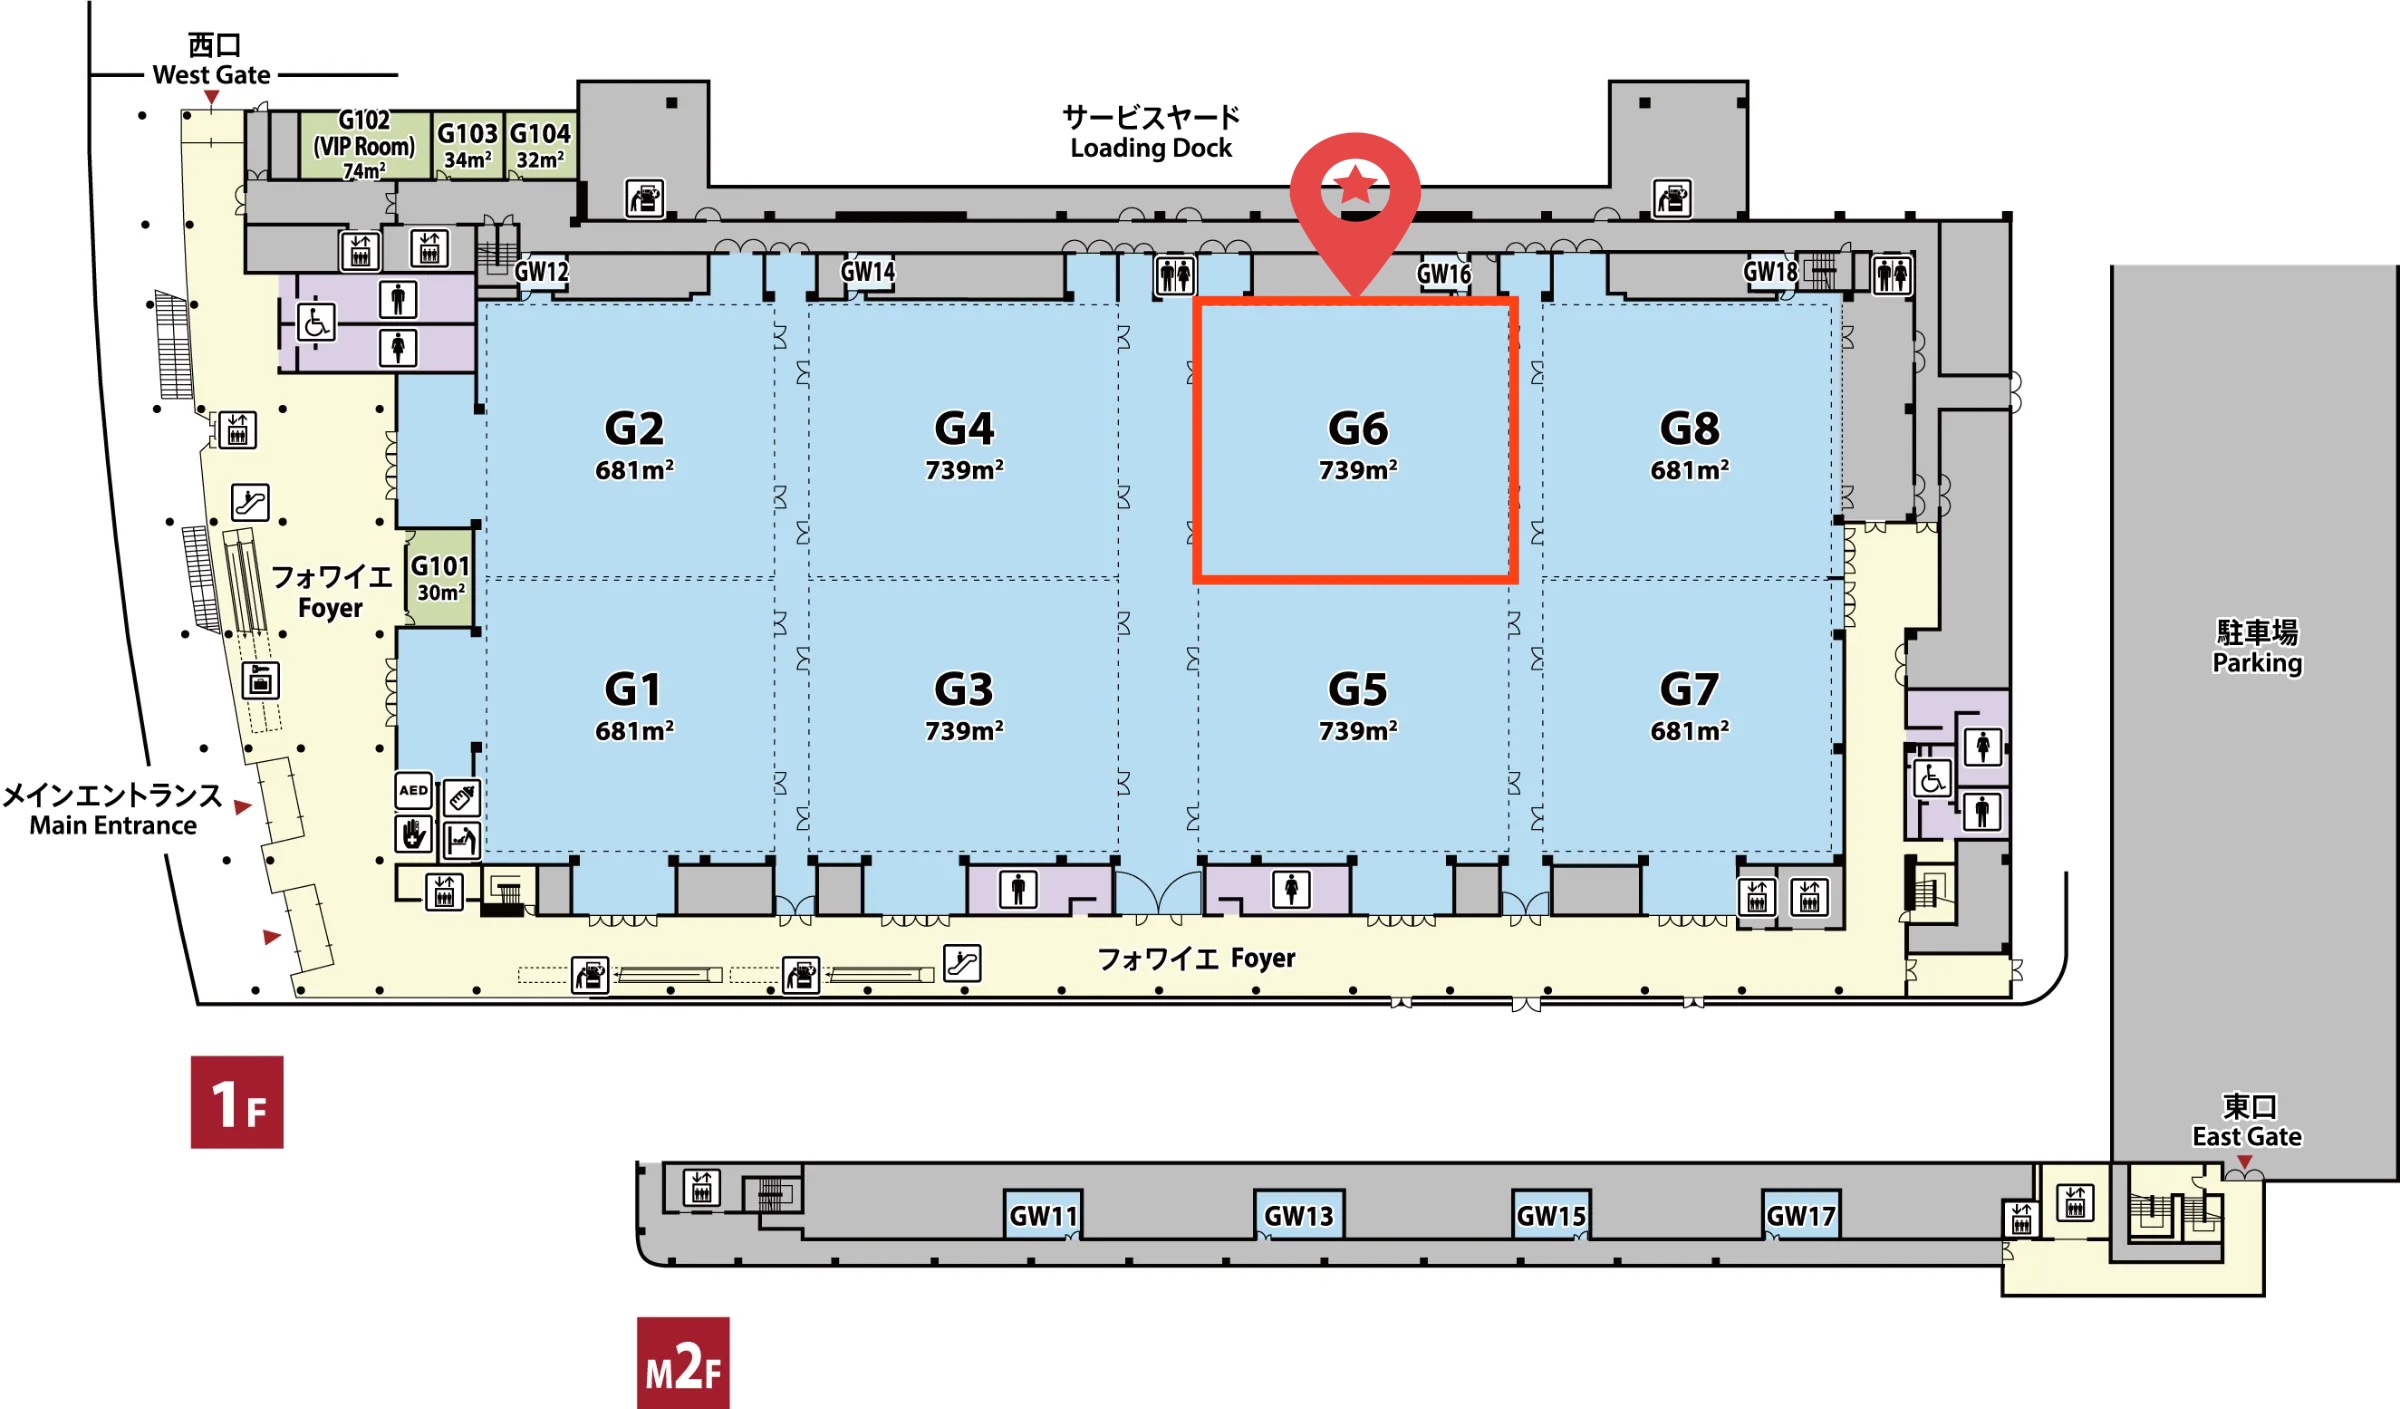 西口
West Gate
G102
(VIP Room)
74m²
G103
34m²
G104
32m²
サービスヤード
Loading Dock
GW12
GW14
GW16
GW18
G2
681m²
G4
739m²
G6
739m²
G8
681m²
フォワイエ
Foyer
G101
30m²
G1
681m²
G3
739m²
G5
739m²
G7
681m²
駐車場
Parking
メインエントランス
Main Entrance
AED
フォワイエ Foyer
1F
東口
East Gate
GW11
GW13
GW15
GW17
M2F